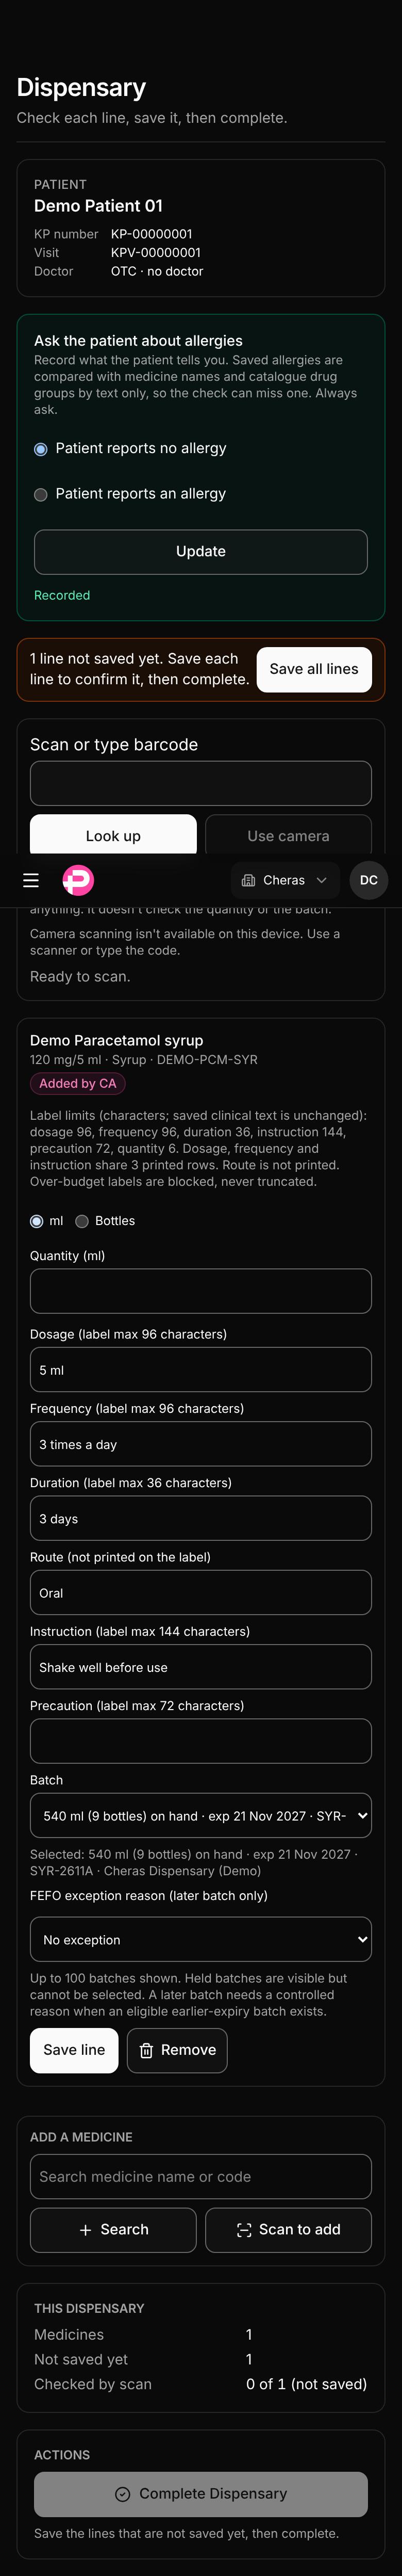 Dispensary
Check each line, save it, then complete.
PATIENT
Demo Patient 01
KP number KP-00000001
Visit KPV-00000001
Doctor OTC · no doctor
Ask the patient about allergies
Record what the patient tells you. Saved allergies are
compared with medicine names and catalogue drug
groups by text only, so the check can miss one. Always
ask.
Patient reports no allergy
Patient reports an allergy
Update
Recorded
1 line not saved yet. Save each
line to confirm it, then complete.
Save all lines
Scan or type barcode
Look up
Use camera
Cheras
DC
anything. It doesn't check the quantity or the batch.
Camera scanning isn't available on this device. Use a
scanner or type the code.
Ready to scan.
Demo Paracetamol syrup
120 mg/5 ml · Syrup · DEMO-PCM-SYR
Added by CA
Label limits (characters; saved clinical text is unchanged):
dosage 96, frequency 96, duration 36, instruction 144,
precaution 72, quantity 6. Dosage, frequency and
instruction share 3 printed rows. Route is not printed.
Over-budget labels are blocked, never truncated.
ml Bottles
Quantity (ml)
Dosage (label max 96 characters)
5 ml
Frequency (label max 96 characters)
3 times a day
Duration (label max 36 characters)
3 days
Route (not printed on the label)
Oral
Instruction (label max 144 characters)
Shake well before use
Precaution (label max 72 characters)
Batch
540 ml (9 bottles) on hand · exp 21 Nov 2027 · SYR-
Selected: 540 ml (9 bottles) on hand · exp 21 Nov 2027 ·
SYR-2611A · Cheras Dispensary (Demo)
FEFO exception reason (later batch only)
No exception
Up to 100 batches shown. Held batches are visible but
cannot be selected. A later batch needs a controlled
reason when an eligible earlier-expiry batch exists.
Save line
Remove
ADD A MEDICINE
Search medicine name or code
Search
Scan to add
THIS DISPENSARY
Medicines 1
Not saved yet 1
Checked by scan 0 of 1 (not saved)
ACTIONS
Complete Dispensary
Save the lines that are not saved yet, then complete.